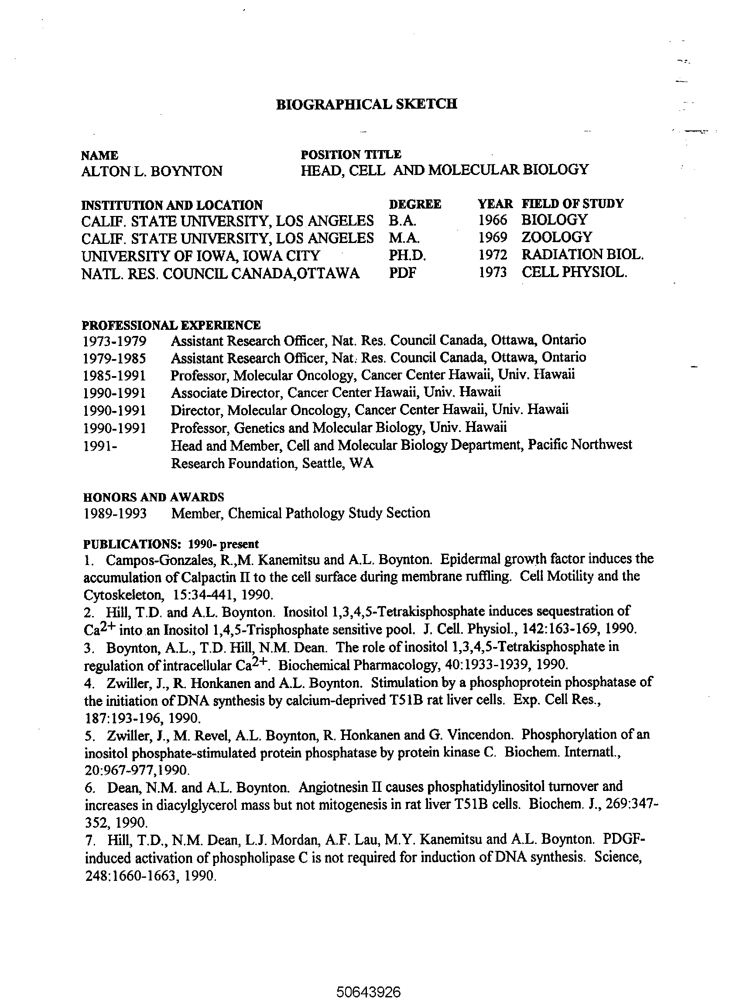 BIOGRAPHICAL SKETCH
NAME POSITION TITLE
ALTON L. BOYNTON HEAD, CELL AND MOLECULAR BIOLOGY
INSTITUTION AND LOCATION DEGREE YEAR FIELD OF STUDY
CALIF. STATE UNIVERSITY, LOS ANGELES B.A. 1966 BIOLOGY
CALIF. STATE UNIVERSITY, LOS ANGELES M.A. 1969 ZOOLOGY
UNIVERSITY OF IOWA, IOWA CITY PH.D. 1972 RADIATION BIOL.
NATL. RES. COUNCIL CANADA,OTTAWA PDF 1973 CELL PHYSIOL.
PROFESSIONAL EXPERIENCE
1973-1979 Assistant Research Officer, Nat. Res. Council Canada, Ottawa, Ontario
1979-1985 Assistant Research Officer, Nat. Res. Council Canada, Ottawa, Ontario
1985-1991 Professor, Molecular Oncology, Cancer Center Hawaii, Univ. Hawaii
1990-1991 Associate Director, Cancer Center Hawaii, Univ. Hawaii
1990-1991 Director, Molecular Oncology, Cancer Center Hawaii, Univ. Hawaii
1990-1991 Professor, Genetics and Molecular Biology, Univ. Hawaii
1991- Head and Member, Cell and Molecular Biology Department, Pacific Northwest
Research Foundation, Seattle, WA
HONORS AND AWARDS
1989-1993 Member, Chemical Pathology Study Section
PUBLICATIONS: 1990- present
1. Campos-Gonzales, R.,M. Kanemitsu and A.L. Boynton. Epidermal growth factor induces the
accumulation of Calpactin II to the cell surface during membrane ruffling. Cell Motility and the
Cytoskeleton, 15:34-441, 1990.
2. Hill, T.D. and A.L. Boynton. Inositol 1,3,4,5-Tetrakisphosphate induces sequestration of
Ca2+ into an Inositol 1,4,5-Trisphosphate sensitive pool. J. Cell. Physiol., 142:163-169, 1990.
3. Boynton, A.L., T.D. Hill, N.M. Dean. The role of inositol 1,3,4,5-Tetrakisphosphate in
regulation of intracellular Ca2+. Biochemical Pharmacology, 40:1933-1939, 1990.
4. Zwiller, J., R. Honkanen and A.L. Boynton. Stimulation by a phosphoprotein phosphatase of
the initiation of DNA synthesis by calcium-deprived T51B rat liver cells. Exp. Cell Res.,
187:193-196, 1990.
5. Zwiller, J., M. Revel, A.L. Boynton, R. Honkanen and G. Vincendon. Phosphorylation of an
inositol phosphate-stimulated protein phosphatase by protein kinase C. Biochem. Internatl.,
20:967-977,1990.
6. Dean, N.M. and A.L. Boynton. Angiotnesin II causes phosphatidylinositol turnover and
increases in diacylglycerol mass but not mitogenesis in rat liver T51B cells. Biochem. J., 269:347-
352, 1990.
7. Hill, T.D., N.M. Dean, L.J. Mordan, A.F. Lau, M.Y. Kanemitsu and A.L. Boynton. PDGF-
induced activation of phospholipase C is not required for induction of DNA synthesis. Science,
248:1660-1663, 1990.
50643926